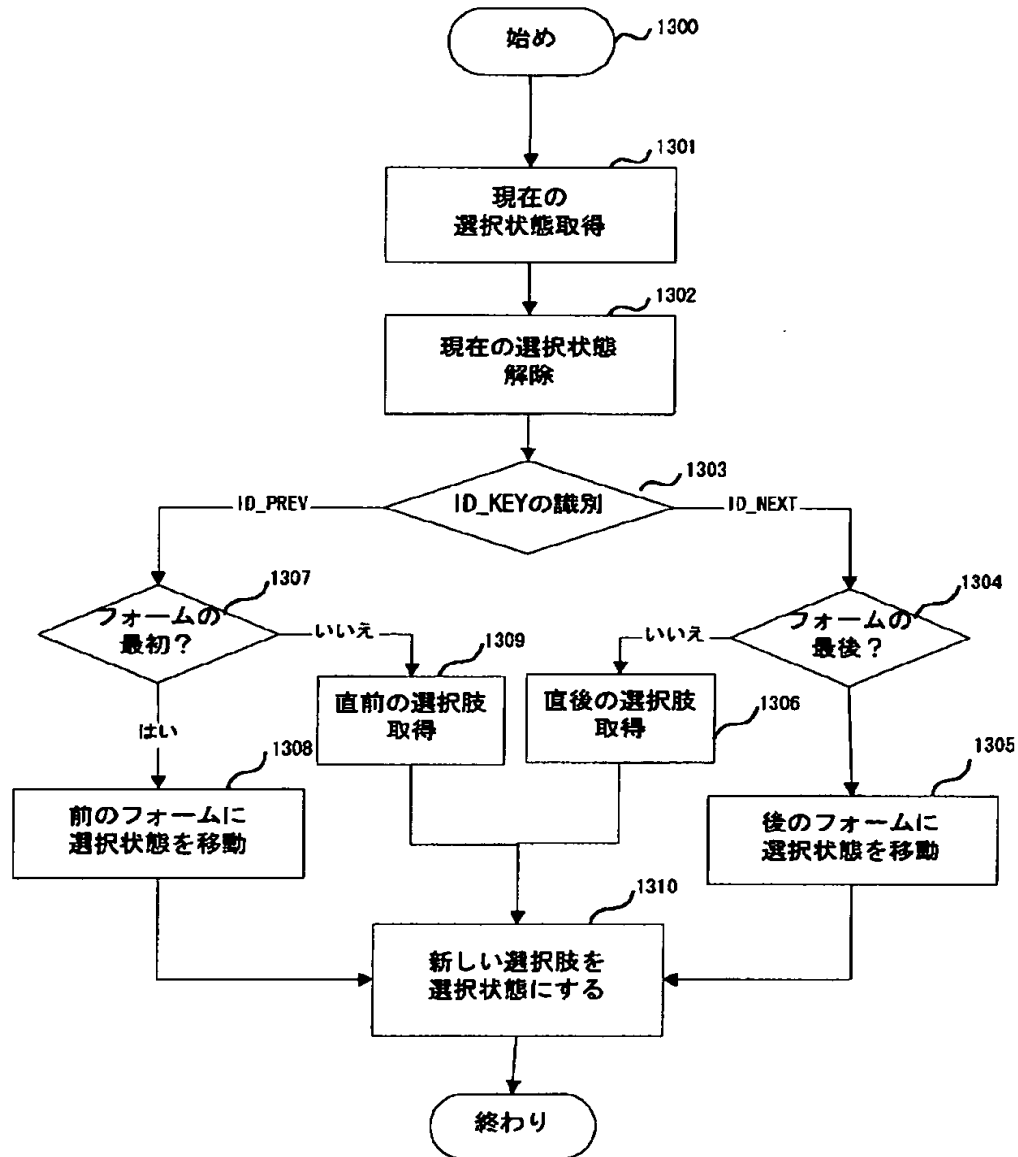 始め
1300
1301
現在の
選択状態取得
1302
現在の選択状態
解除
1303
ID_KEYの識別
ID_PREV
ID_NEXT
1307
フォームの
最初?
いいえ
はい
1304
フォームの
最後?
いいえ
1309
直前の選択肢
取得
1306
直後の選択肢
取得
1308
前のフォームに
選択状態を移動
1305
後のフォームに
選択状態を移動
1310
新しい選択肢を
選択状態にする
終わり